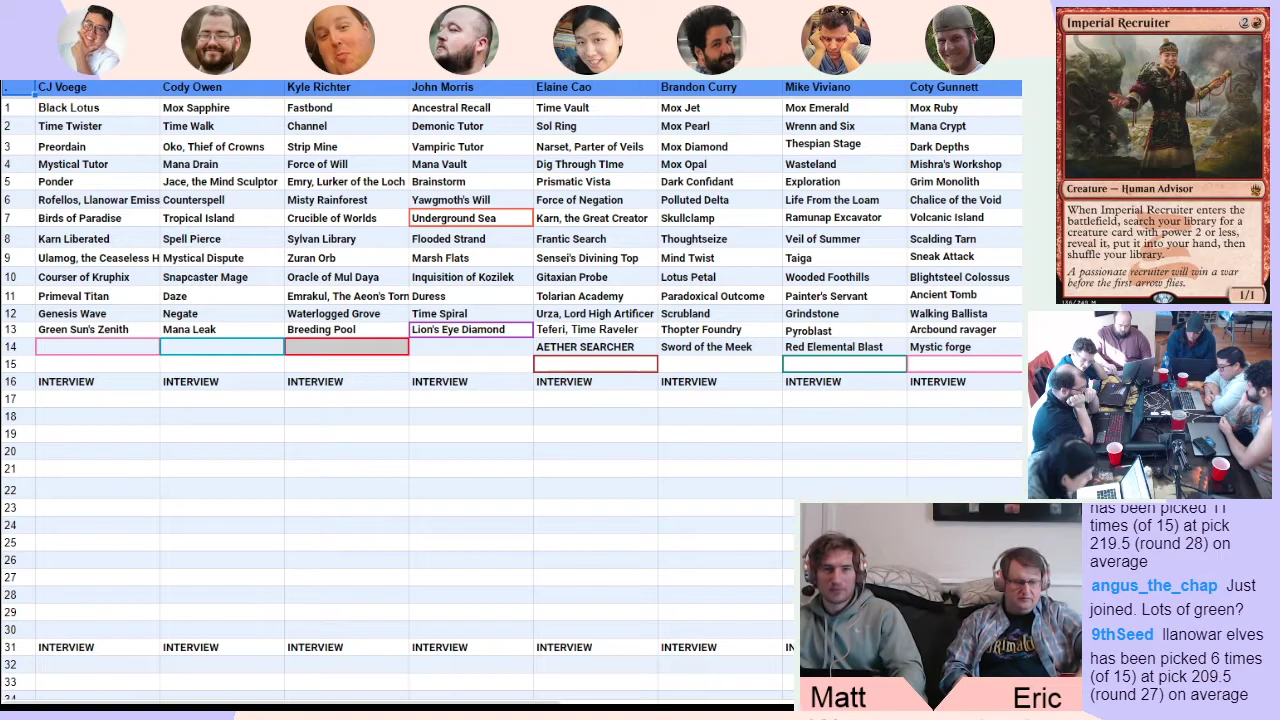 . CJ Voege Cody Owen Kyle Richter John Morris Elaine Cao Brandon Curry Mike Viviano Coty Gunnett
1 Black Lotus Mox Sapphire Fastbond Ancestral Recall Time Vault Mox Jet Mox Emerald Mox Ruby
2 Time Twister Time Walk Channel Demonic Tutor Sol Ring Mox Pearl Wrenn and Six Mana Crypt
3 Preordain Oko, Thief of Crowns Strip Mine Vampiric Tutor Narset, Parter of Veils Mox Diamond Thespian Stage Dark Depths
4 Mystical Tutor Mana Drain Force of Will Mana Vault Dig Through TIme Mox Opal Wasteland Mishra's Workshop
5 Ponder Jace, the Mind Sculptor Emry, Lurker of the Loch Brainstorm Prismatic Vista Dark Confidant Exploration Grim Monolith
6 Rofellos, Llanowar Emiss Counterspell Misty Rainforest Yawgmoth's Will Force of Negation Polluted Delta Life From the Loam Chalice of the Void
7 Birds of Paradise Tropical Island Crucible of Worlds Underground Sea Karn, the Great Creator Skullclamp Ramunap Excavator Volcanic Island
8 Karn Liberated Spell Pierce Sylvan Library Flooded Strand Frantic Search Thoughtseize Veil of Summer Scalding Tarn
9 Ulamog, the Ceaseless H Mystical Dispute Zuran Orb Marsh Flats Sensei's Divining Top Mind Twist Taiga Sneak Attack
10 Courser of Kruphix Snapcaster Mage Oracle of Mul Daya Inquisition of Kozilek Gitaxian Probe Lotus Petal Wooded Foothills Blightsteel Colossus
11 Primeval Titan Daze Emrakul, The Aeon's Torn Duress Tolarian Academy Paradoxical Outcome Painter's Servant Ancient Tomb
12 Genesis Wave Negate Waterlogged Grove Time Spiral Urza, Lord High Artificer Scrubland Grindstone Walking Ballista
13 Green Sun's Zenith Mana Leak Breeding Pool Lion's Eye Diamond Teferi, Time Raveler Thopter Foundry Pyroblast Arcbound ravager
14 AETHER SEARCHER Sword of the Meek Red Elemental Blast Mystic forge
15
16 INTERVIEW INTERVIEW INTERVIEW INTERVIEW INTERVIEW INTERVIEW INTERVIEW INTERVIEW
17
18
19
20
21
22
23
24
25
26
27
28
29
30
31 INTERVIEW INTERVIEW INTERVIEW INTERVIEW INTERVIEW INTERVIEW IN
32
33
34
Imperial Recruiter 2
Creature — Human Advisor
When Imperial Recruiter enters the
battlefield, search your library for a
creature card with power 2 or less,
reveal it, put it into your hand, then
shuffle your library.
A passionate recruiter will win a war
before the first arrow flies.
1/1
Matt Eric
has been picked 11
times (of 15) at pick
219.5 (round 28) on
average
angus_the_chap Just
joined. Lots of green?
9thSeed llanowar elves
has been picked 6 times
(of 15) at pick 209.5
(round 27) on average